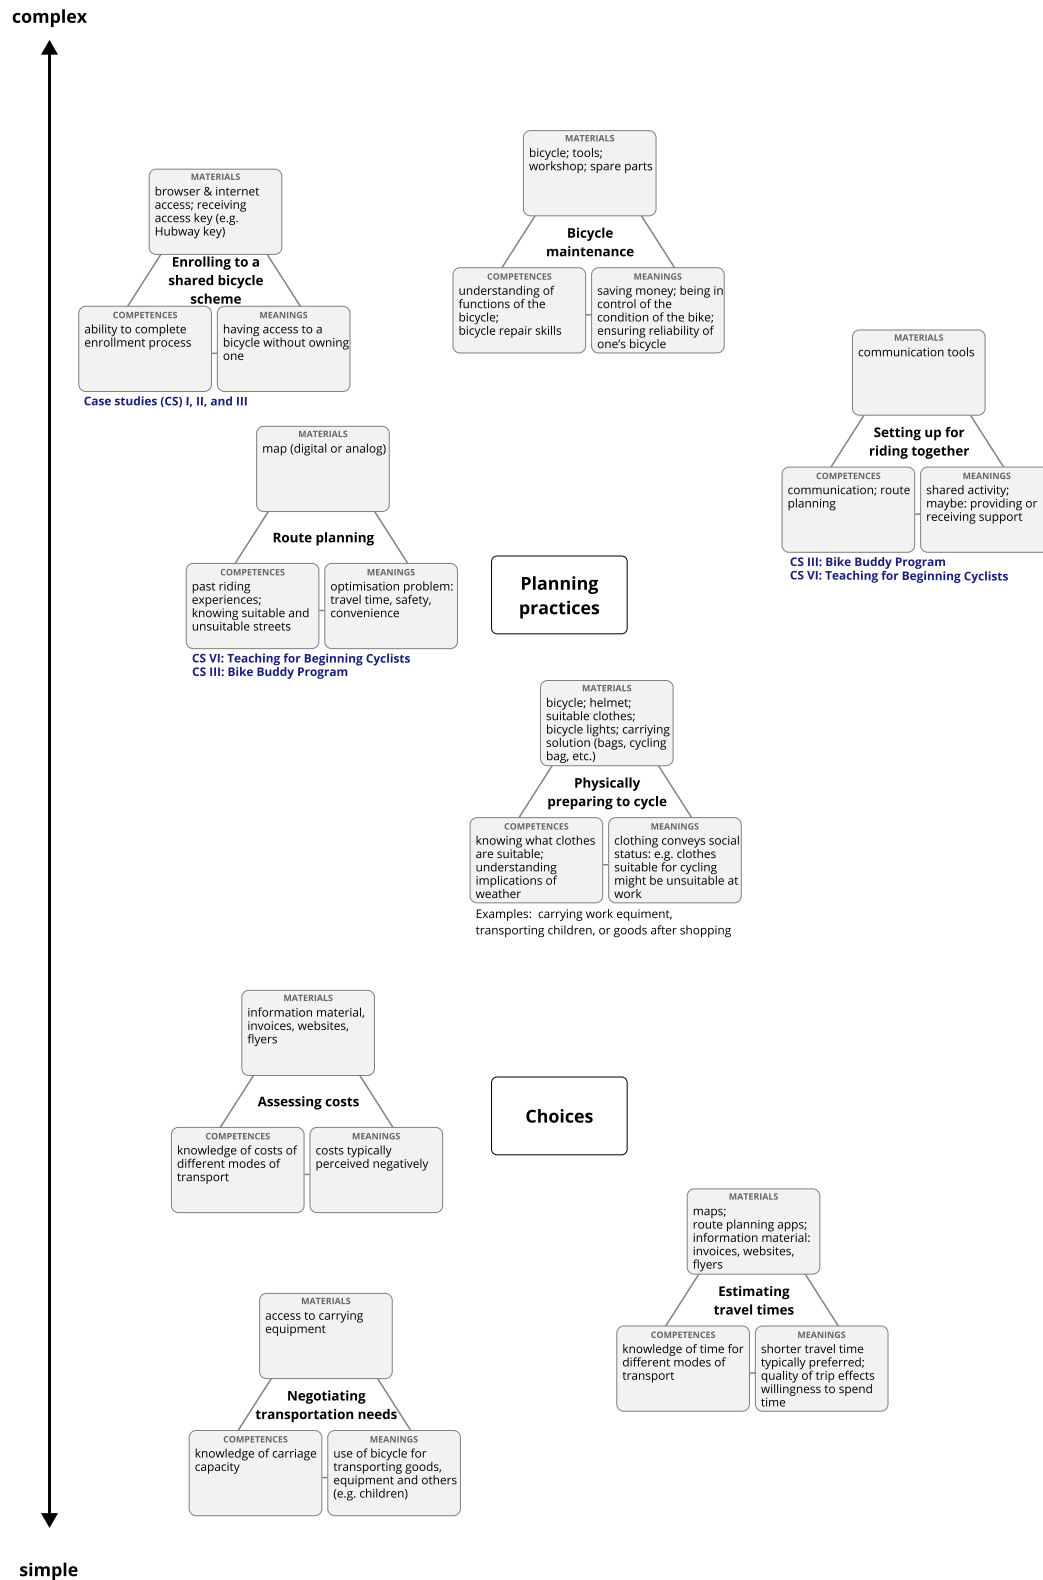 complex
MATERIALS
bicycle; tools;
workshop; spare parts
Bicycle
maintenance
COMPETENCES
understanding of
functions of the
bicycle;
bicycle repair skills
MEANINGS
saving money; being in
control of the
condition of the bike;
ensuring reliability of
one’s bicycle
MATERIALS
browser & internet
access; receiving
access key (e.g.
Hubway key)
Enrolling to a
shared bicycle
scheme
COMPETENCES
ability to complete
enrollment process
MEANINGS
having access to a
bicycle without owning
one
Case studies (CS) I, II, and III
MATERIALS
communication tools
Setting up for
riding together
COMPETENCES
communication; route
planning
MEANINGS
shared activity;
maybe: providing or
receiving support
CS III: Bike Buddy Program
CS VI: Teaching for Beginning Cyclists
MATERIALS
map (digital or analog)
Route planning
COMPETENCES
past riding
experiences;
knowing suitable and
unsuitable streets
MEANINGS
optimisation problem:
travel time, safety,
convenience
CS VI: Teaching for Beginning Cyclists
CS III: Bike Buddy Program
Planning
practices
MATERIALS
bicycle; helmet;
suitable clothes;
bicycle lights; carriying
solution (bags, cycling
bag, etc.)
Physically
preparing to cycle
COMPETENCES
knowing what clothes
are suitable;
understanding
implications of
weather
MEANINGS
clothing conveys social
status: e.g. clothes
suitable for cycling
might be unsuitable at
work
Examples:  carrying work equiment,
transporting children, or goods after shopping
MATERIALS
information material,
invoices, websites,
flyers
Assessing costs
COMPETENCES
knowledge of costs of
different modes of
transport
MEANINGS
costs typically
perceived negatively
Choices
MATERIALS
maps;
route planning apps;
information material:
invoices, websites,
flyers
Estimating
travel times
COMPETENCES
knowledge of time for
different modes of
transport
MEANINGS
shorter travel time
typically preferred;
quality of trip effects
willingness to spend
time
MATERIALS
access to carrying
equipment
Negotiating
transportation needs
COMPETENCES
knowledge of carriage
capacity
MEANINGS
use of bicycle for
transporting goods,
equipment and others
(e.g. children)
simple